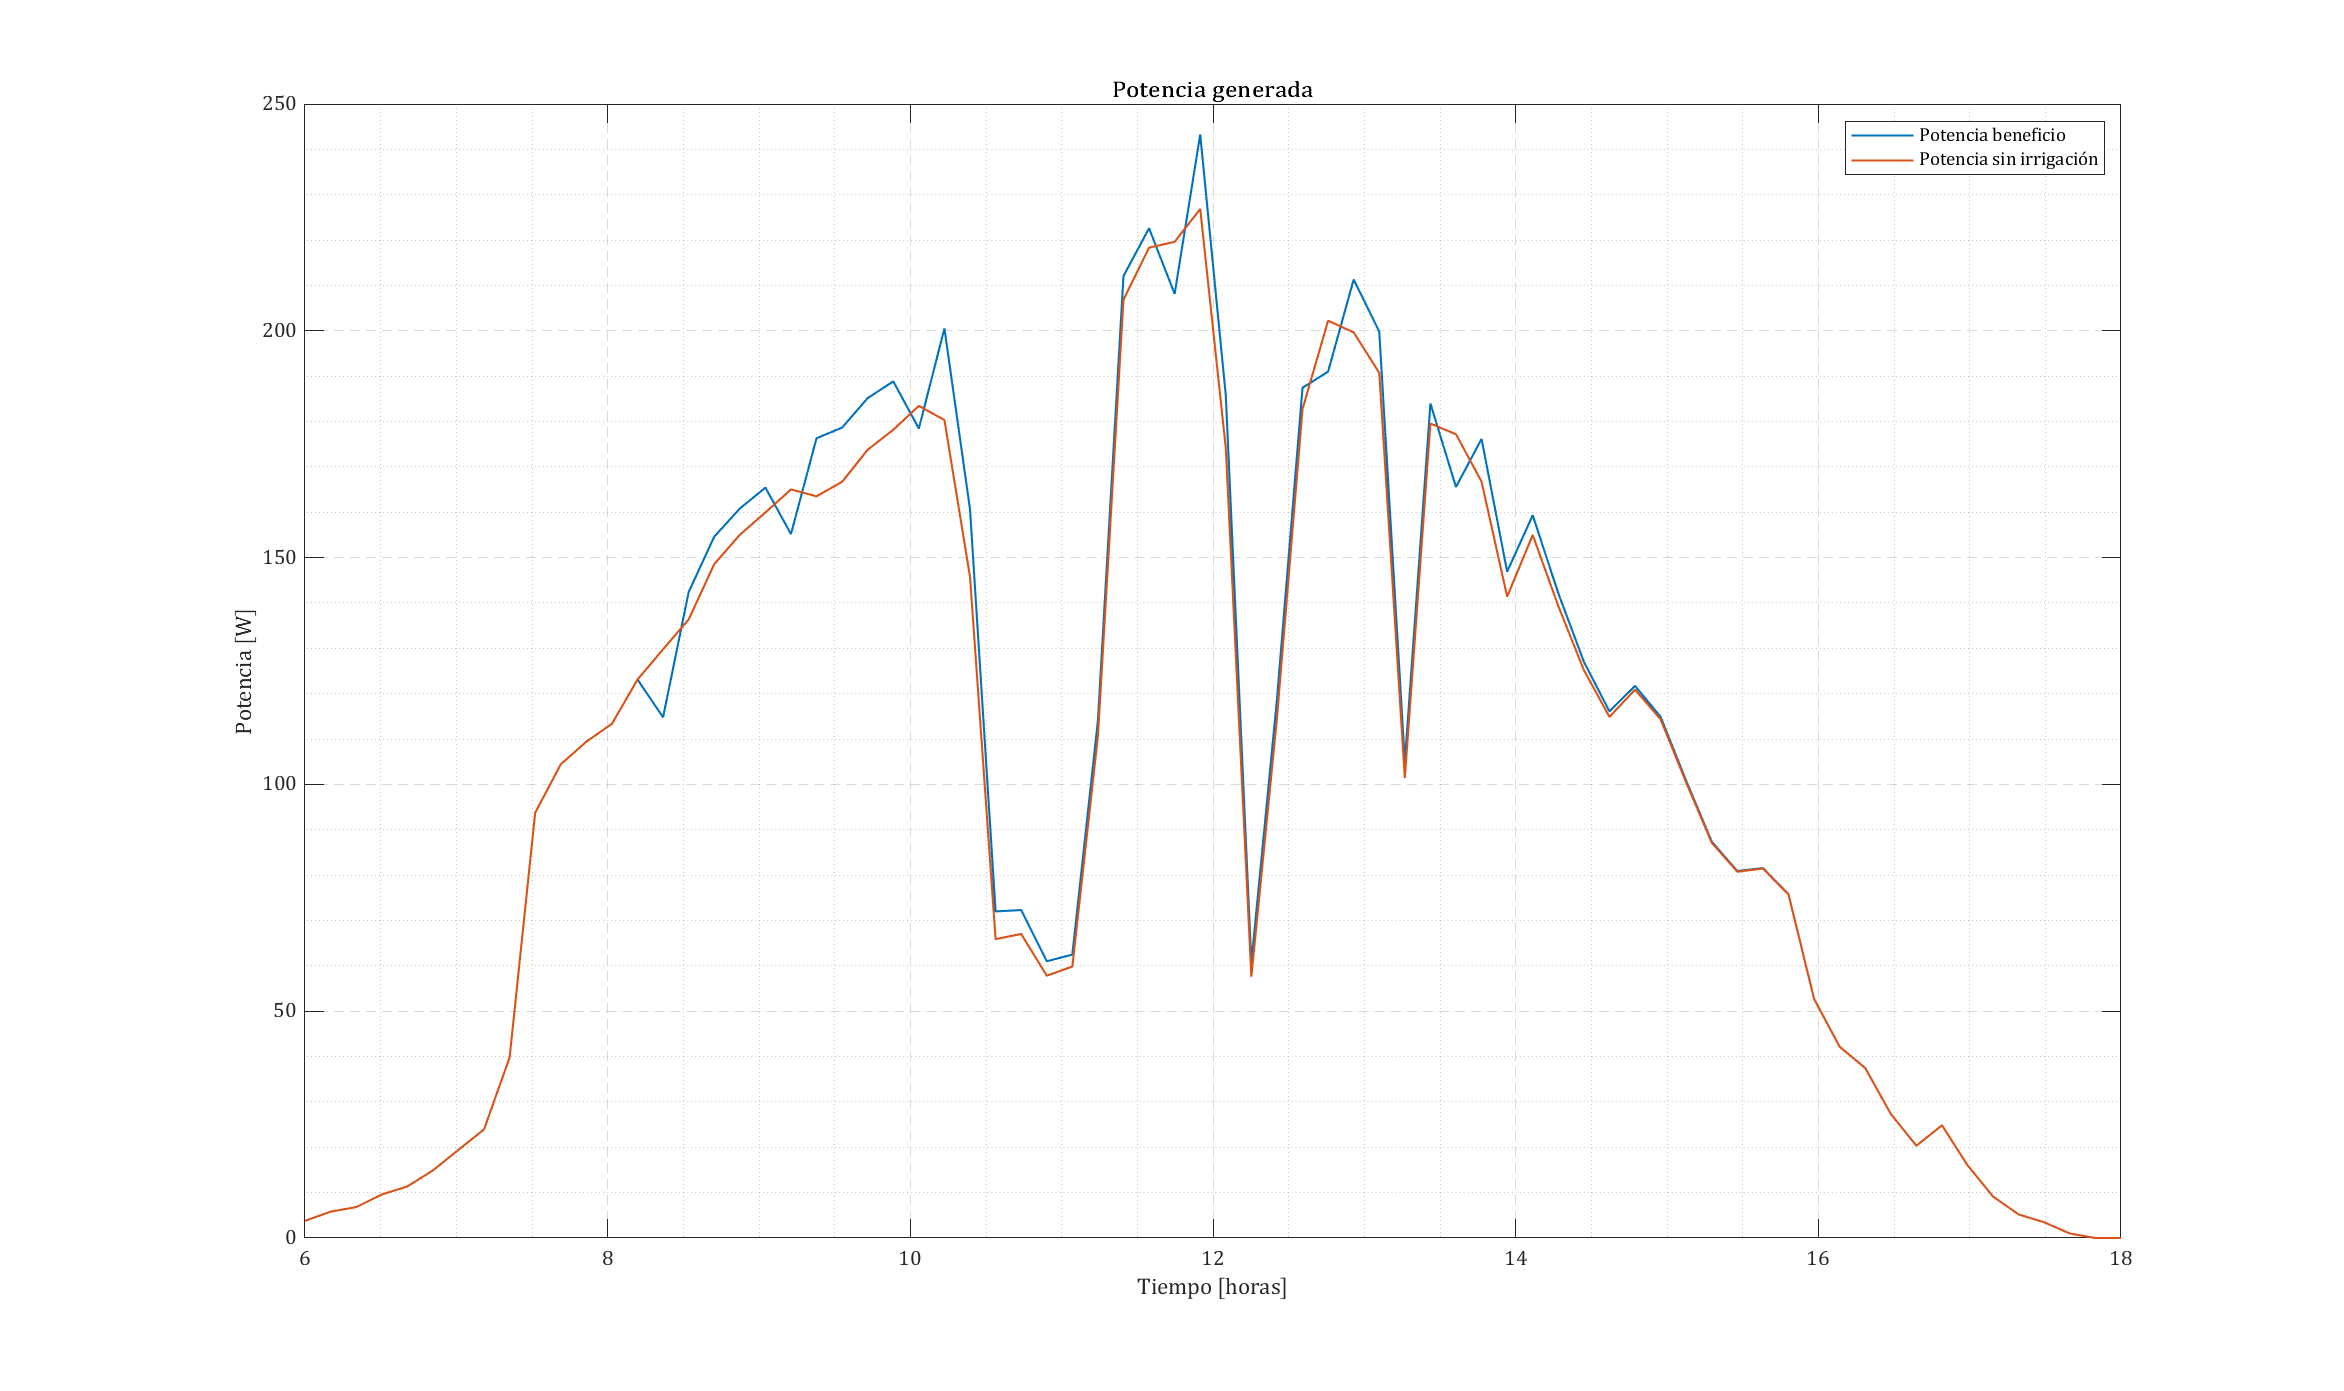 Potencia generada
250
200
150
100
50
0
Potencia [W]
Potencia beneficio
Potencia sin irrigación
6
8
10
12
14
16
18
Tiempo [horas]